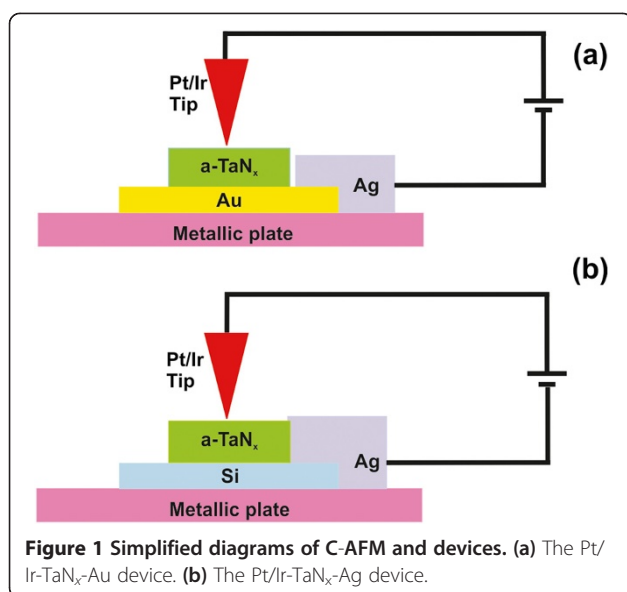 (a)
Pt/Ir
Tip
a-TaNₓ
Ag
Au
Metallic plate
(b)
Pt/Ir
Tip
a-TaNₓ
Ag
Si
Metallic plate
Figure 1 Simplified diagrams of C-AFM and devices. (a) The Pt/
Ir-TaNₓ-Au device. (b) The Pt/Ir-TaNₓ-Ag device.